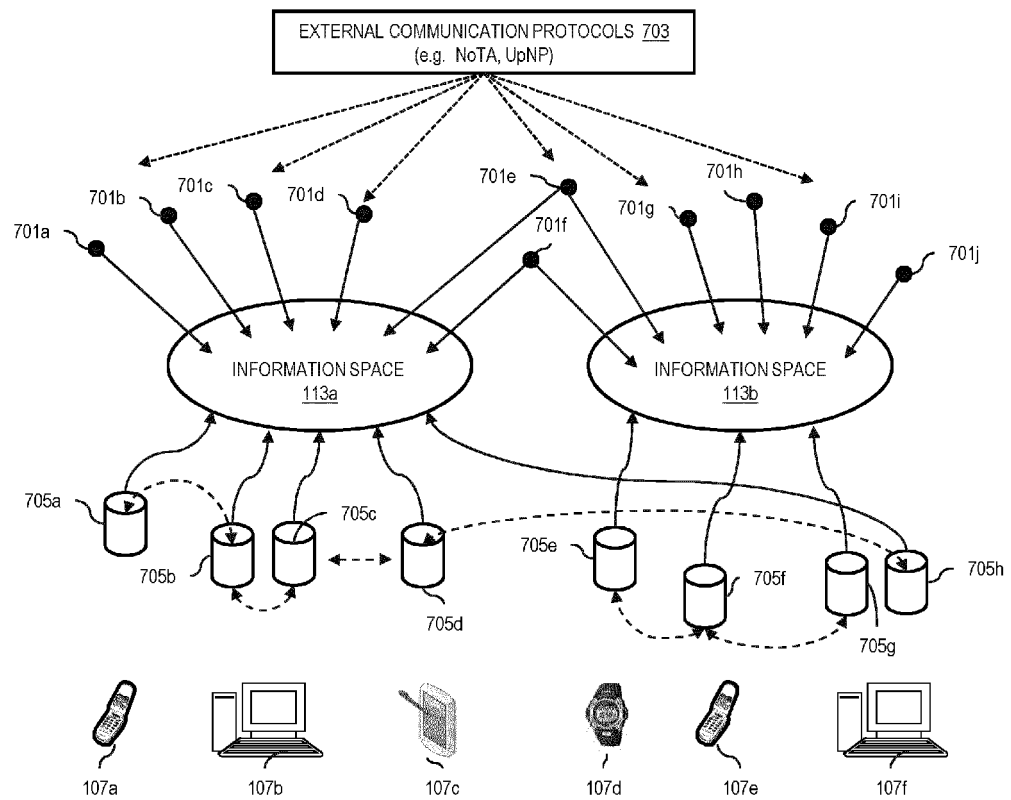 EXTERNAL COMMUNICATION PROTOCOLS 703
(e.g. NoTA, UpNP)
701a
701b
701c
701d
701e
701f
701g
701h
701i
701j
INFORMATION SPACE
113a
INFORMATION SPACE
113b
705a
705b
705c
705d
705e
705f
705g
705h
107a
107b
107c
107d
107e
107f